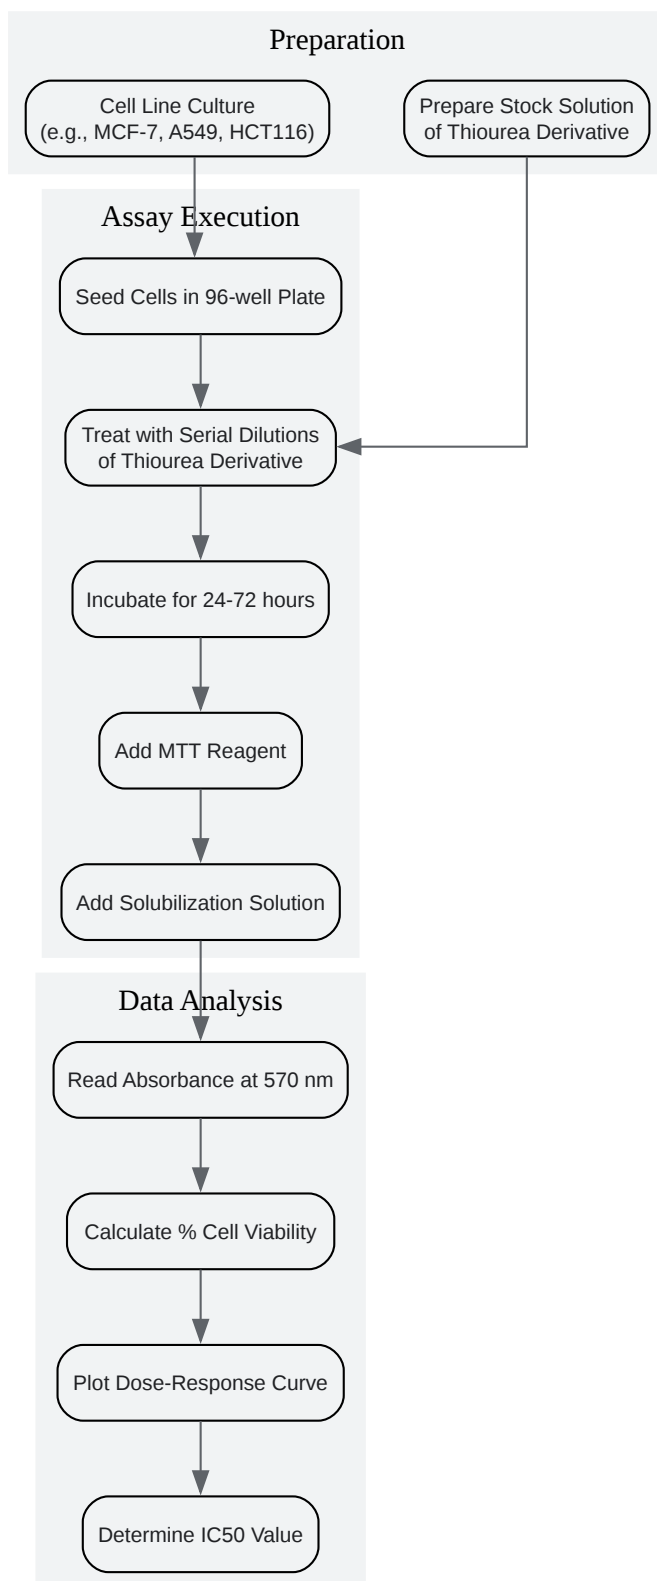 Preparation
Cell Line Culture
(e.g., MCF-7, A549, HCT116)
Prepare Stock Solution
of Thiourea Derivative
Assay Execution
Seed Cells in 96-well Plate
Treat with Serial Dilutions
of Thiourea Derivative
Incubate for 24-72 hours
Add MTT Reagent
Add Solubilization Solution
Data Analysis
Read Absorbance at 570 nm
Calculate % Cell Viability
Plot Dose-Response Curve
Determine IC50 Value